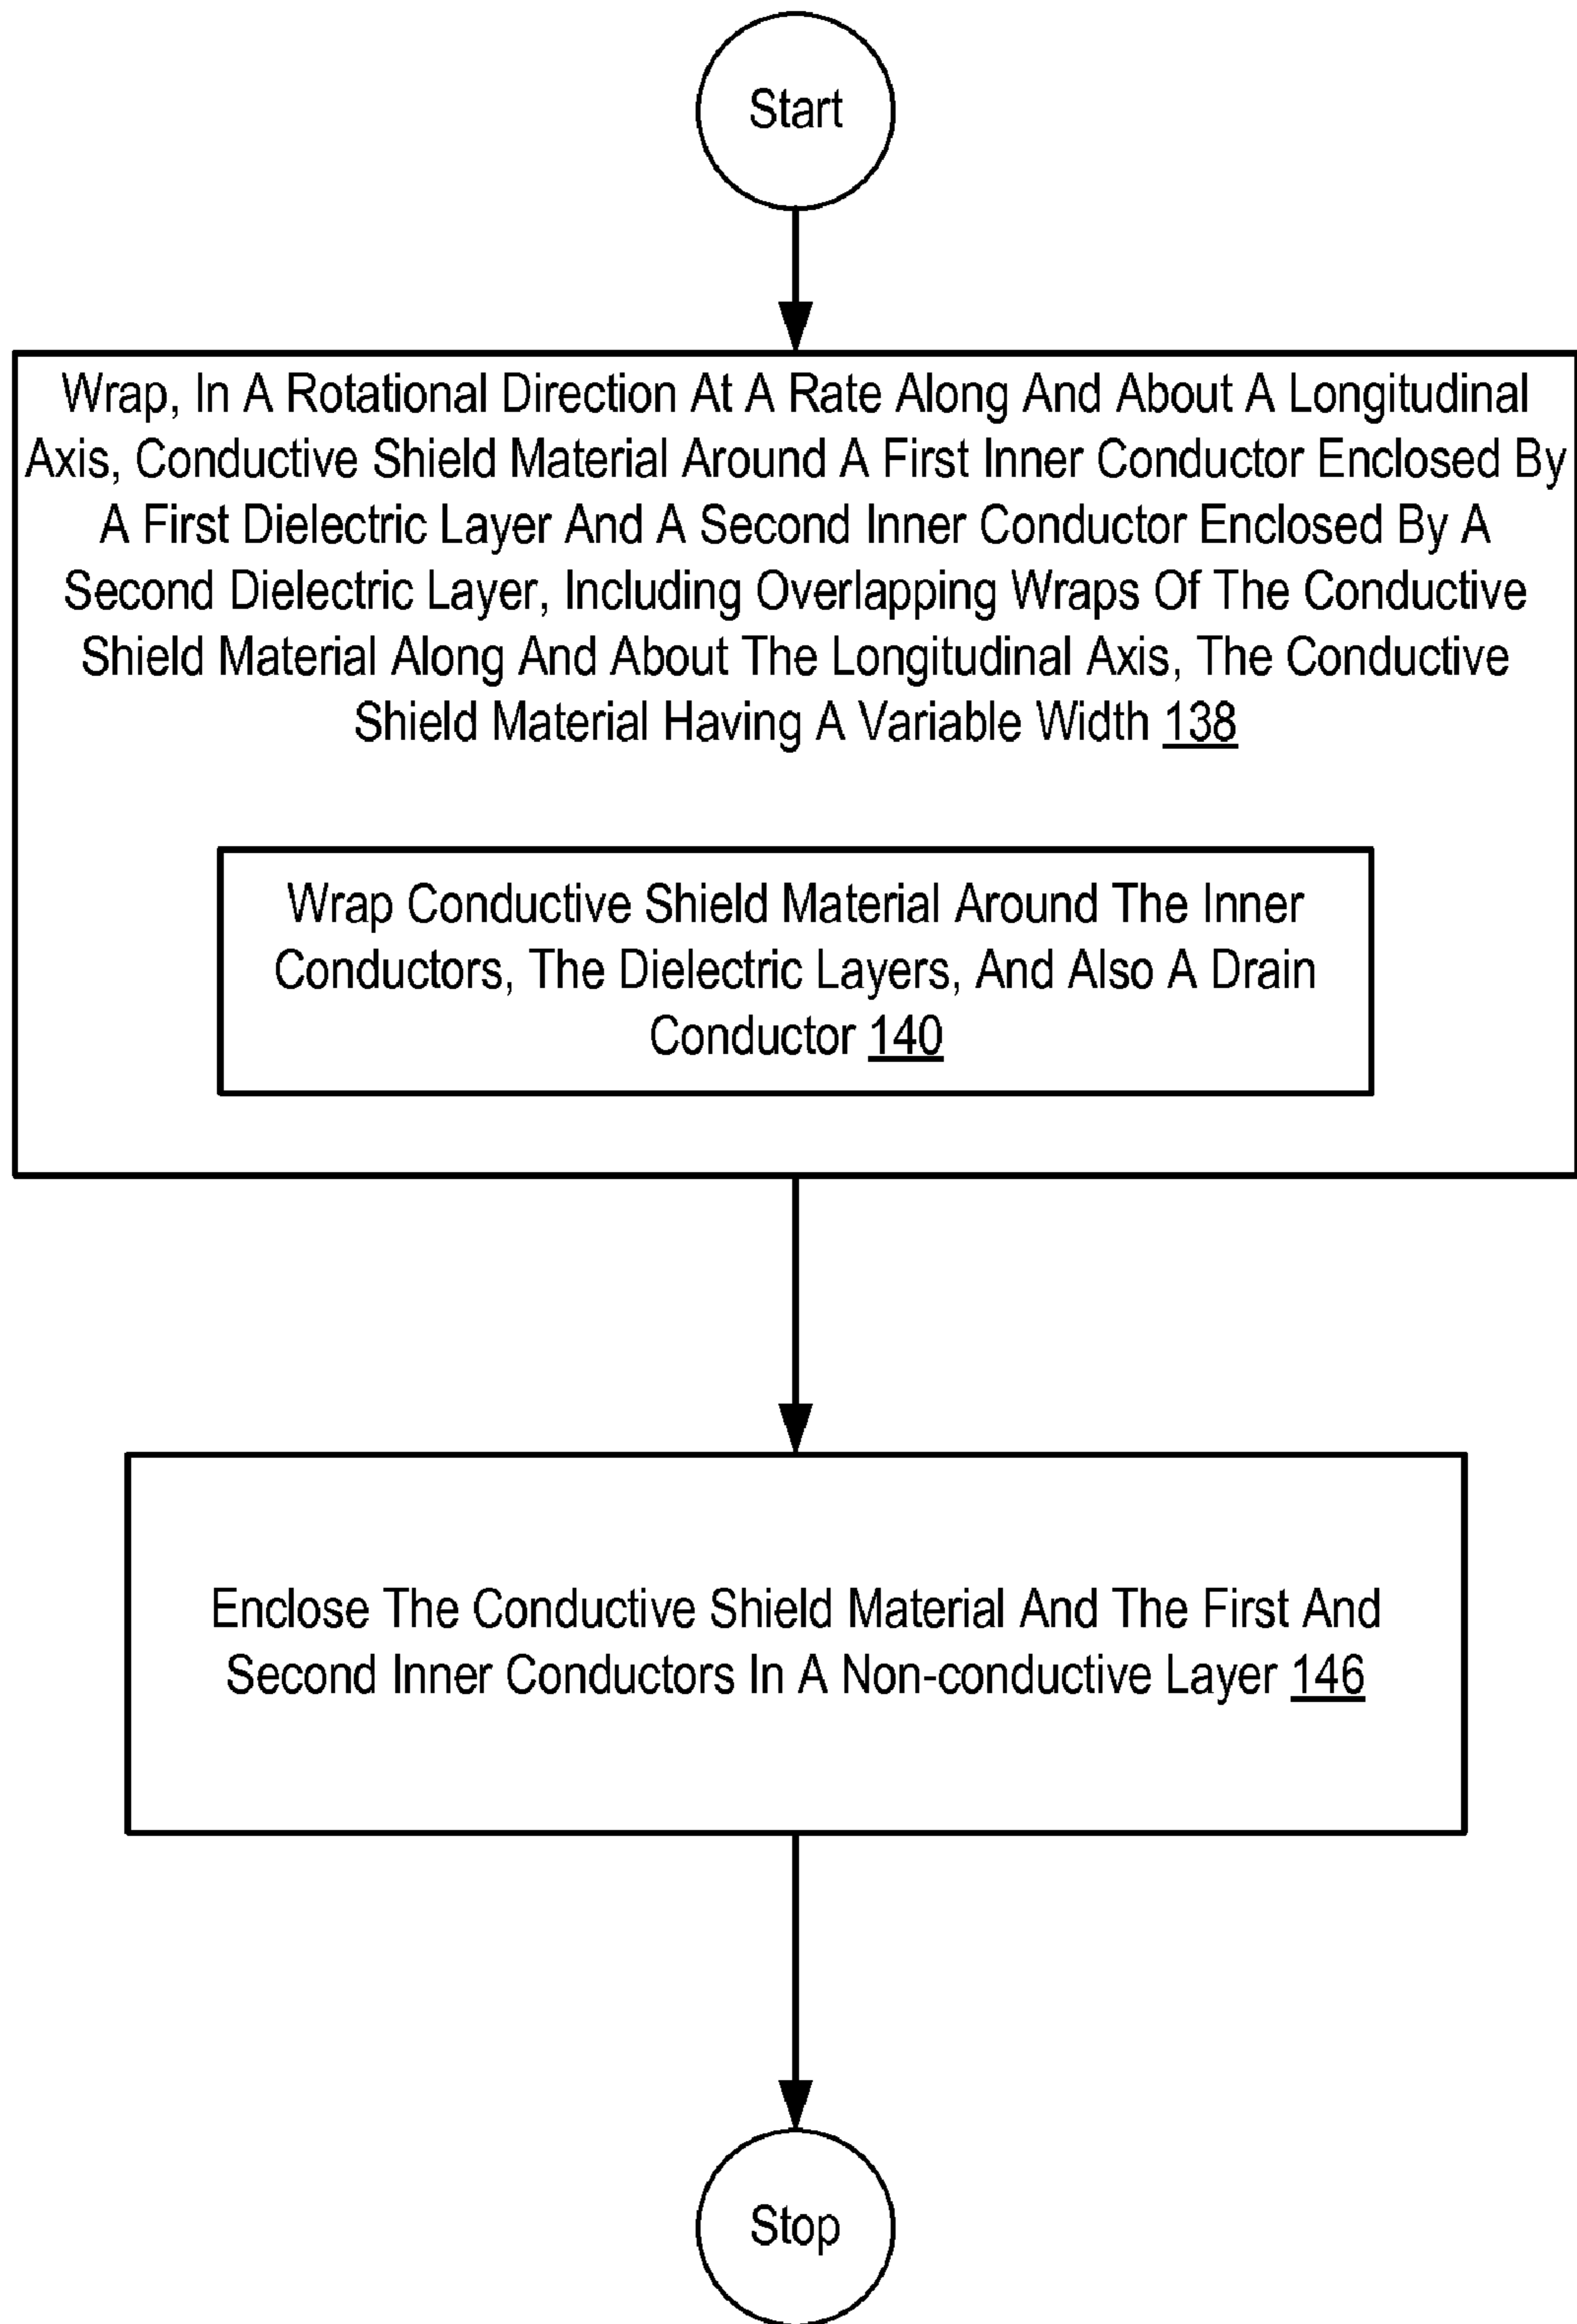 Start
Wrap, In A Rotational Direction At A Rate Along And About A Longitudinal
Axis, Conductive Shield Material Around A First Inner Conductor Enclosed By
A First Dielectric Layer And A Second Inner Conductor Enclosed By A
Second Dielectric Layer, Including Overlapping Wraps Of The Conductive
Shield Material Along And About The Longitudinal Axis, The Conductive
Shield Material Having A Variable Width 138
Wrap Conductive Shield Material Around The Inner
Conductors, The Dielectric Layers, And Also A Drain
Conductor 140
Enclose The Conductive Shield Material And The First And
Second Inner Conductors In A Non-conductive Layer 146
Stop